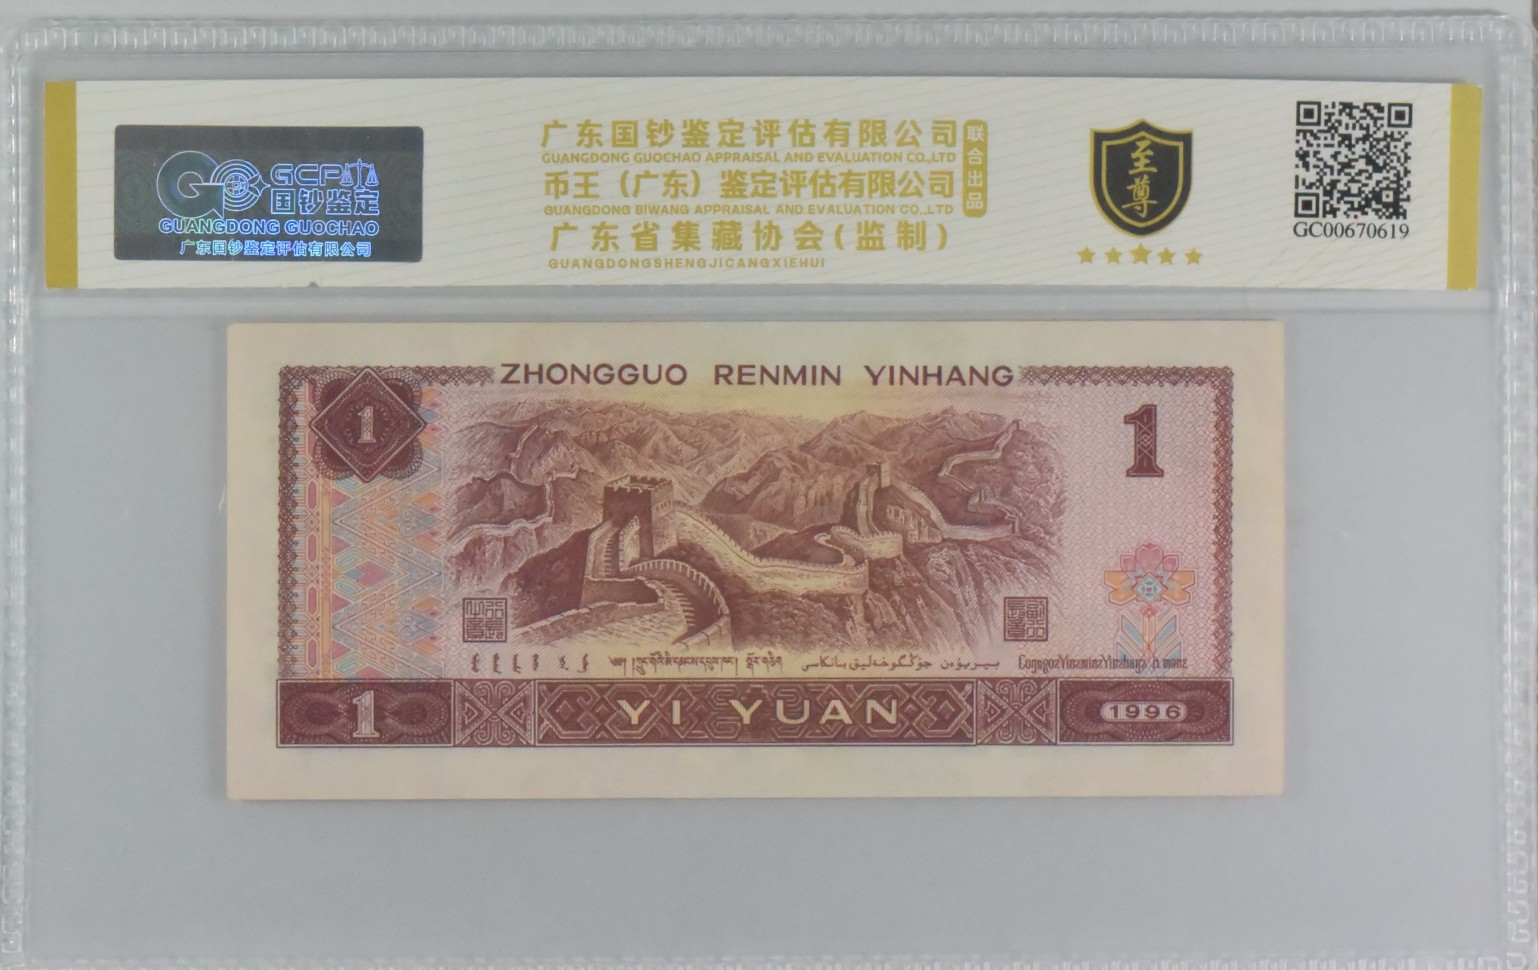 GCP
国钞鉴定
GUANGDONG GUOCHAO
广东国钞鉴定评估有限公司
广东国钞鉴定评估有限公司
GUANGDONG GUOCHAO APPRAISAL AND EVALUATION CO.,LTD
币王（广东）鉴定评估有限公司
GUANGDONG BIWANG APPRAISAL AND EVALUATION CO.,LTD
联合出品
广东省集藏协会(监制)
GUANGDONGSHENGJICANGXIEHUI
至尊
GC00670619
ZHONGGUO RENMIN YINHANG
1
1
1
YI YUAN
1996